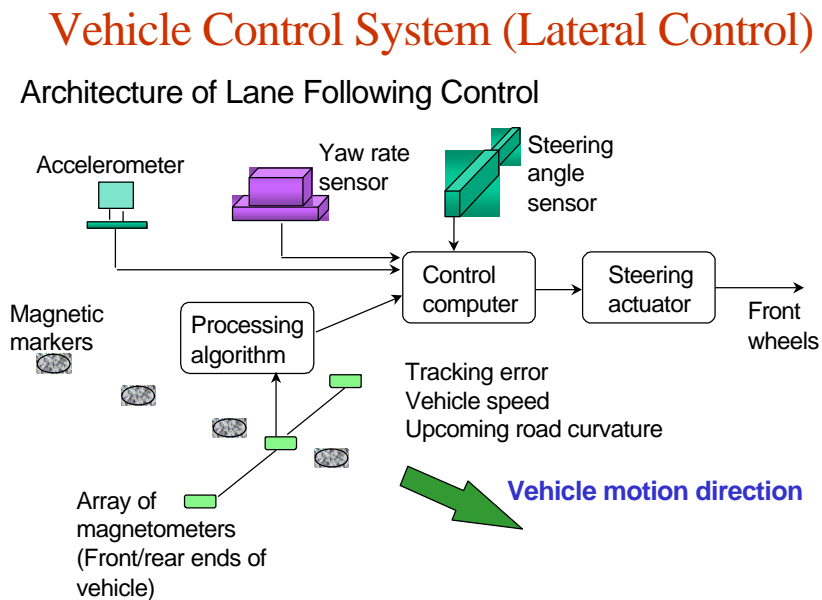 Vehicle Control System (Lateral Control)
Architecture of Lane Following Control
Accelerometer
Yaw rate
sensor
Steering
angle
sensor
Control
computer
Steering
actuator
Front
wheels
Magnetic
markers
Processing
algorithm
Tracking error
Vehicle speed
Upcoming road curvature
Vehicle motion direction
Array of
magnetometers
(Front/rear ends of
vehicle)